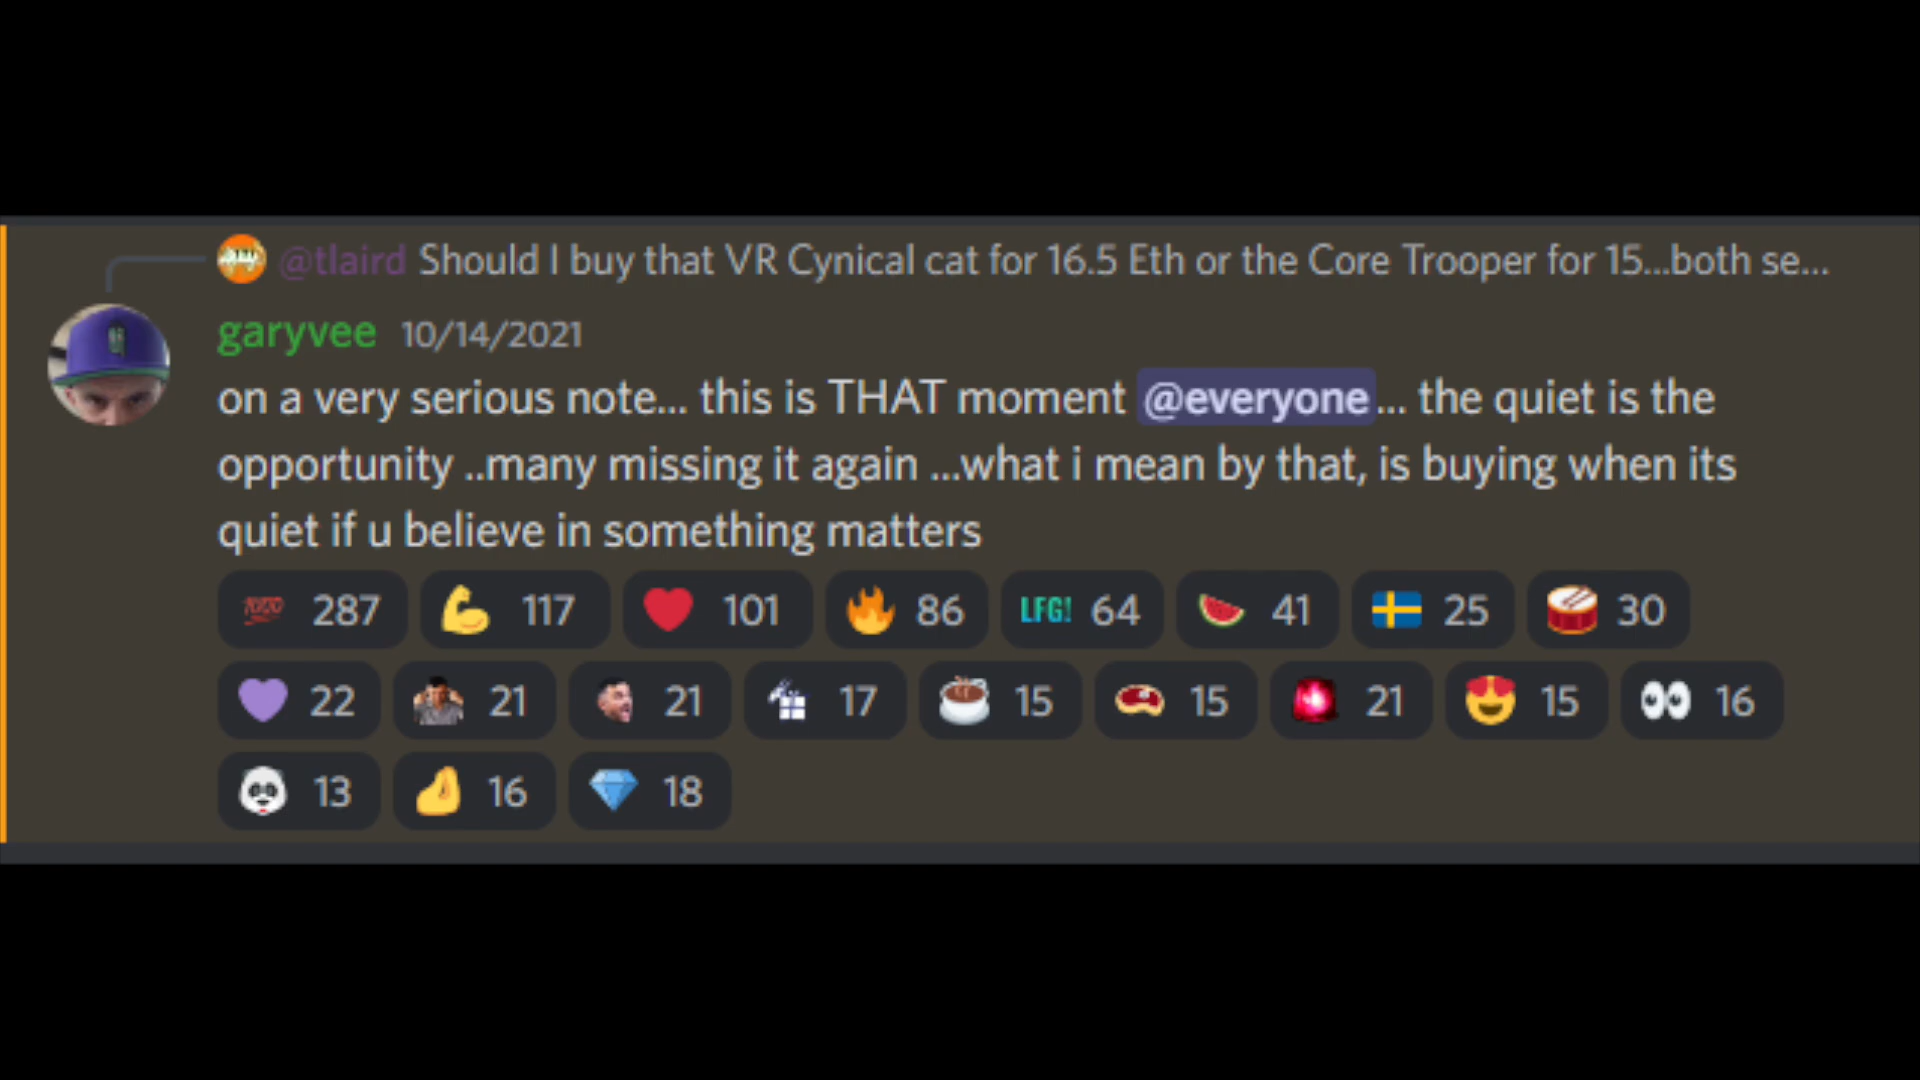 @tlaird Should I buy that VR Cynical cat for 16.5 Eth or the Core Trooper for 15...both se...
garyvee 10/14/2021
on a very serious note... this is THAT moment @everyone... the quiet is the
opportunity ..many missing it again ...what i mean by that, is buying when its
quiet if u believe in something matters
287 117 101 86 LFG! 64 41 25 30
22 21 21 17 15 15 21 15 16
13 16 18